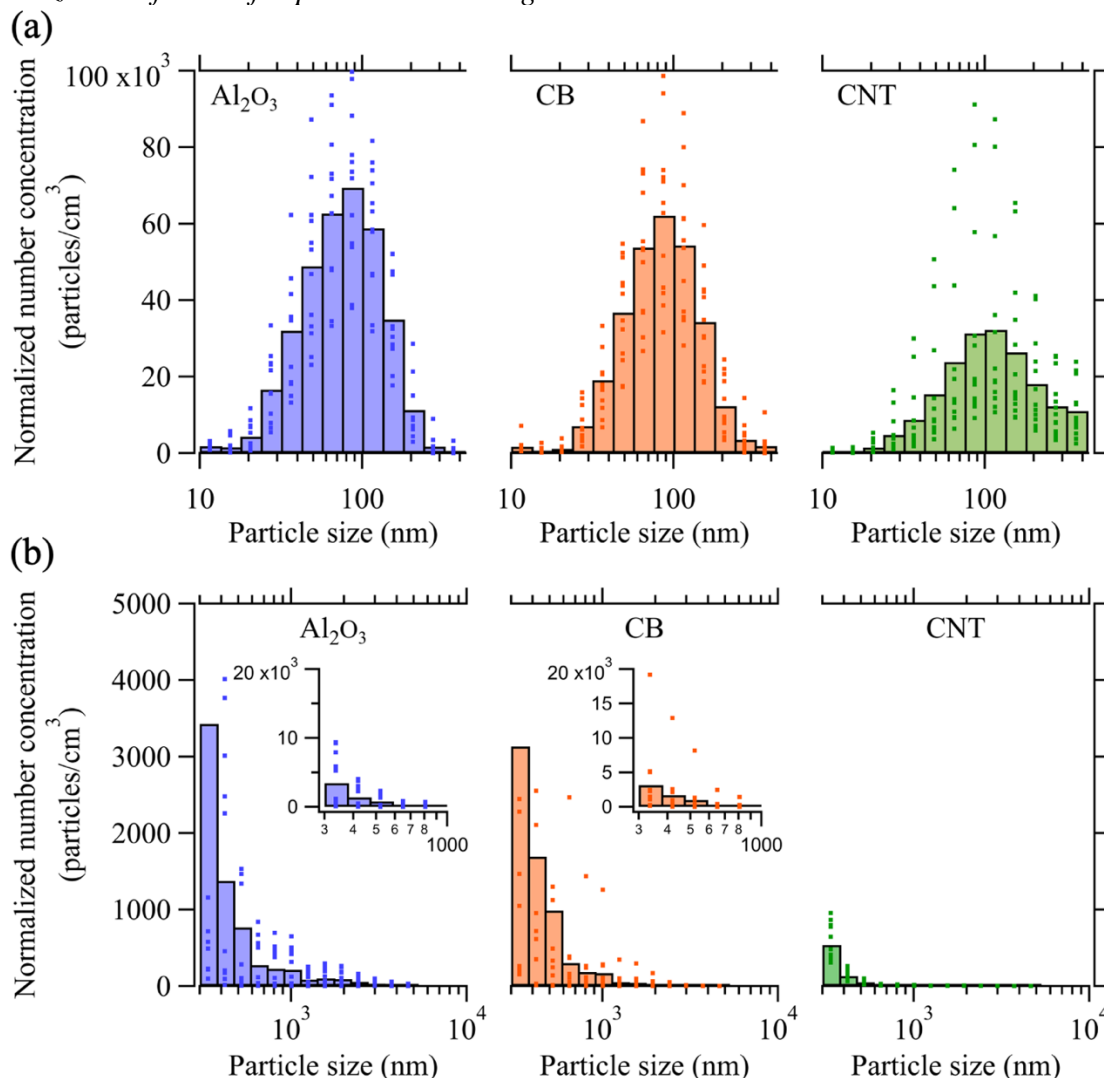 (a)
Normalized number concentration
(particles/cm³)
100 x10³
80
60
40
20
0
Al₂O₃
CB
CNT
10 100
10 100
10 100
Particle size (nm)
Particle size (nm)
Particle size (nm)
(b)
Normalized number concentration
(particles/cm³)
5000
4000
3000
2000
1000
0
Al₂O₃
CB
CNT
20 x10³
10
0
3 4 5 6 7 8
1000
20 x10³
15
10
5
0
3 4 5 6 7 8
1000
10³ 10⁴
10³ 10⁴
10³ 10⁴
Particle size (nm)
Particle size (nm)
Particle size (nm)